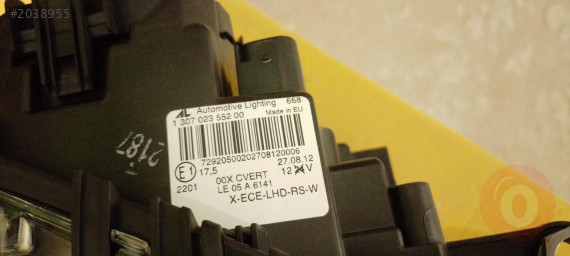 #2038955
AL Automotive Lighting 668
1 307 023 552 00 Made in EU
72920500202708120006
E1 17,5 27.08.12
2201 00X CVERT 12 V
LE 05 A 6141
X-ECE-LHD-RS-W
2187